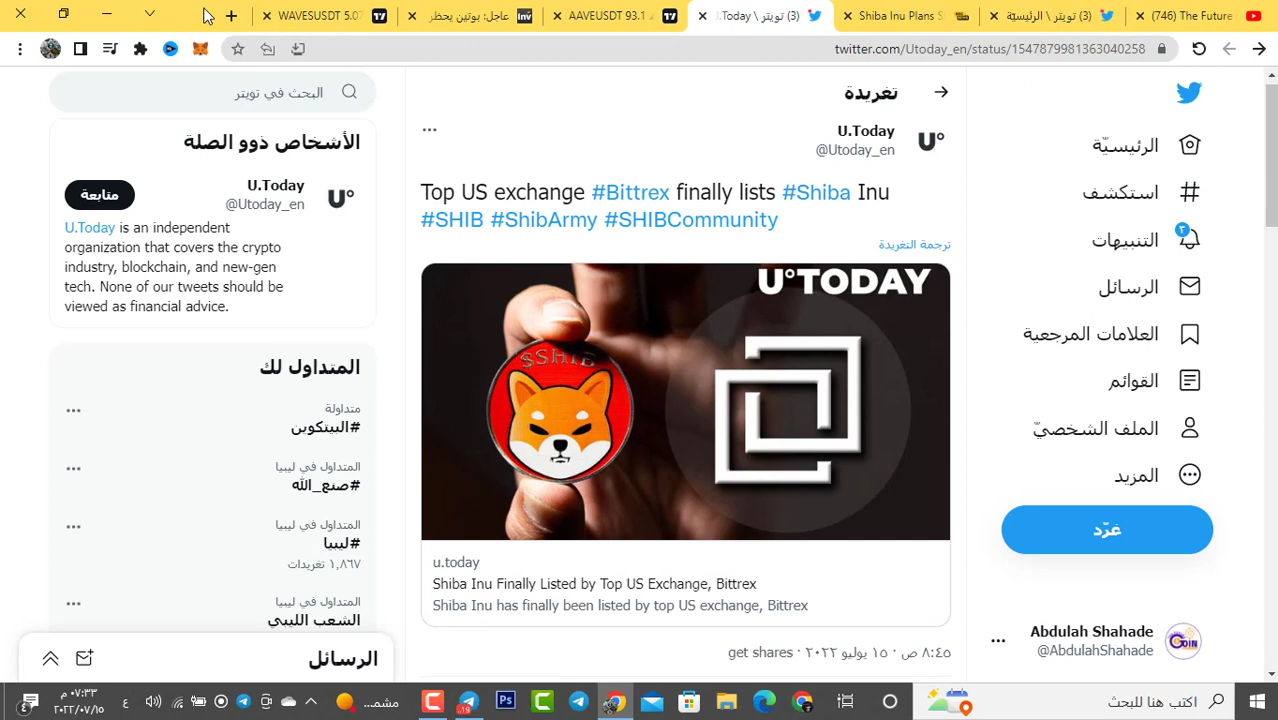 (746) The Future
(3) تويتر \ الرئيسيّة
Shiba Inu Plans S
(3) تويتر \ U.Today
AAVEUSDT 93.1
عاجل: بوتين يحظر
WAVESUSDT 5.07
twitter.com/Utoday_en/status/1547879981363040258
الرئيسيّة
استكشف
التنبيهات
٣
الرسائل
العلامات المرجعية
القوائم
الملف الشخصيّ
المزيد
غرّد
Abdulah Shahade
@AbdulahShahade
COIN
تغريدة
U.Today
@Utoday_en
Top US exchange #Bittrex finally lists #Shiba Inu
#SHIB #ShibArmy #SHIBCommunity
ترجمة التغريدة
U°TODAY
$SHIB
u.today
Shiba Inu Finally Listed by Top US Exchange, Bittrex
Shiba Inu has finally been listed by top US exchange, Bittrex
٨:٤٥ ص · ١٥ يوليو ٢٠٢٢ · get shares
البحث في تويتر
الأشخاص ذوو الصلة
U.Today
@Utoday_en
متابعة
U.Today is an independent
organization that covers the crypto
industry, blockchain, and new-gen
tech. None of our tweets should be
viewed as financial advice.
المتداول لك
متداولة
#البيتكوين
المتداول في ليبيا
#صنع_الله
المتداول في ليبيا
#ليبيا
١,٨٦٧ تغريدات
المتداول في ليبيا
الشعب الليبي
الرسائل
اكتب هنا للبحث
مشمـ...
ع
٠٧:٣٣ م
٢٠٢٢/٠٧/١٥